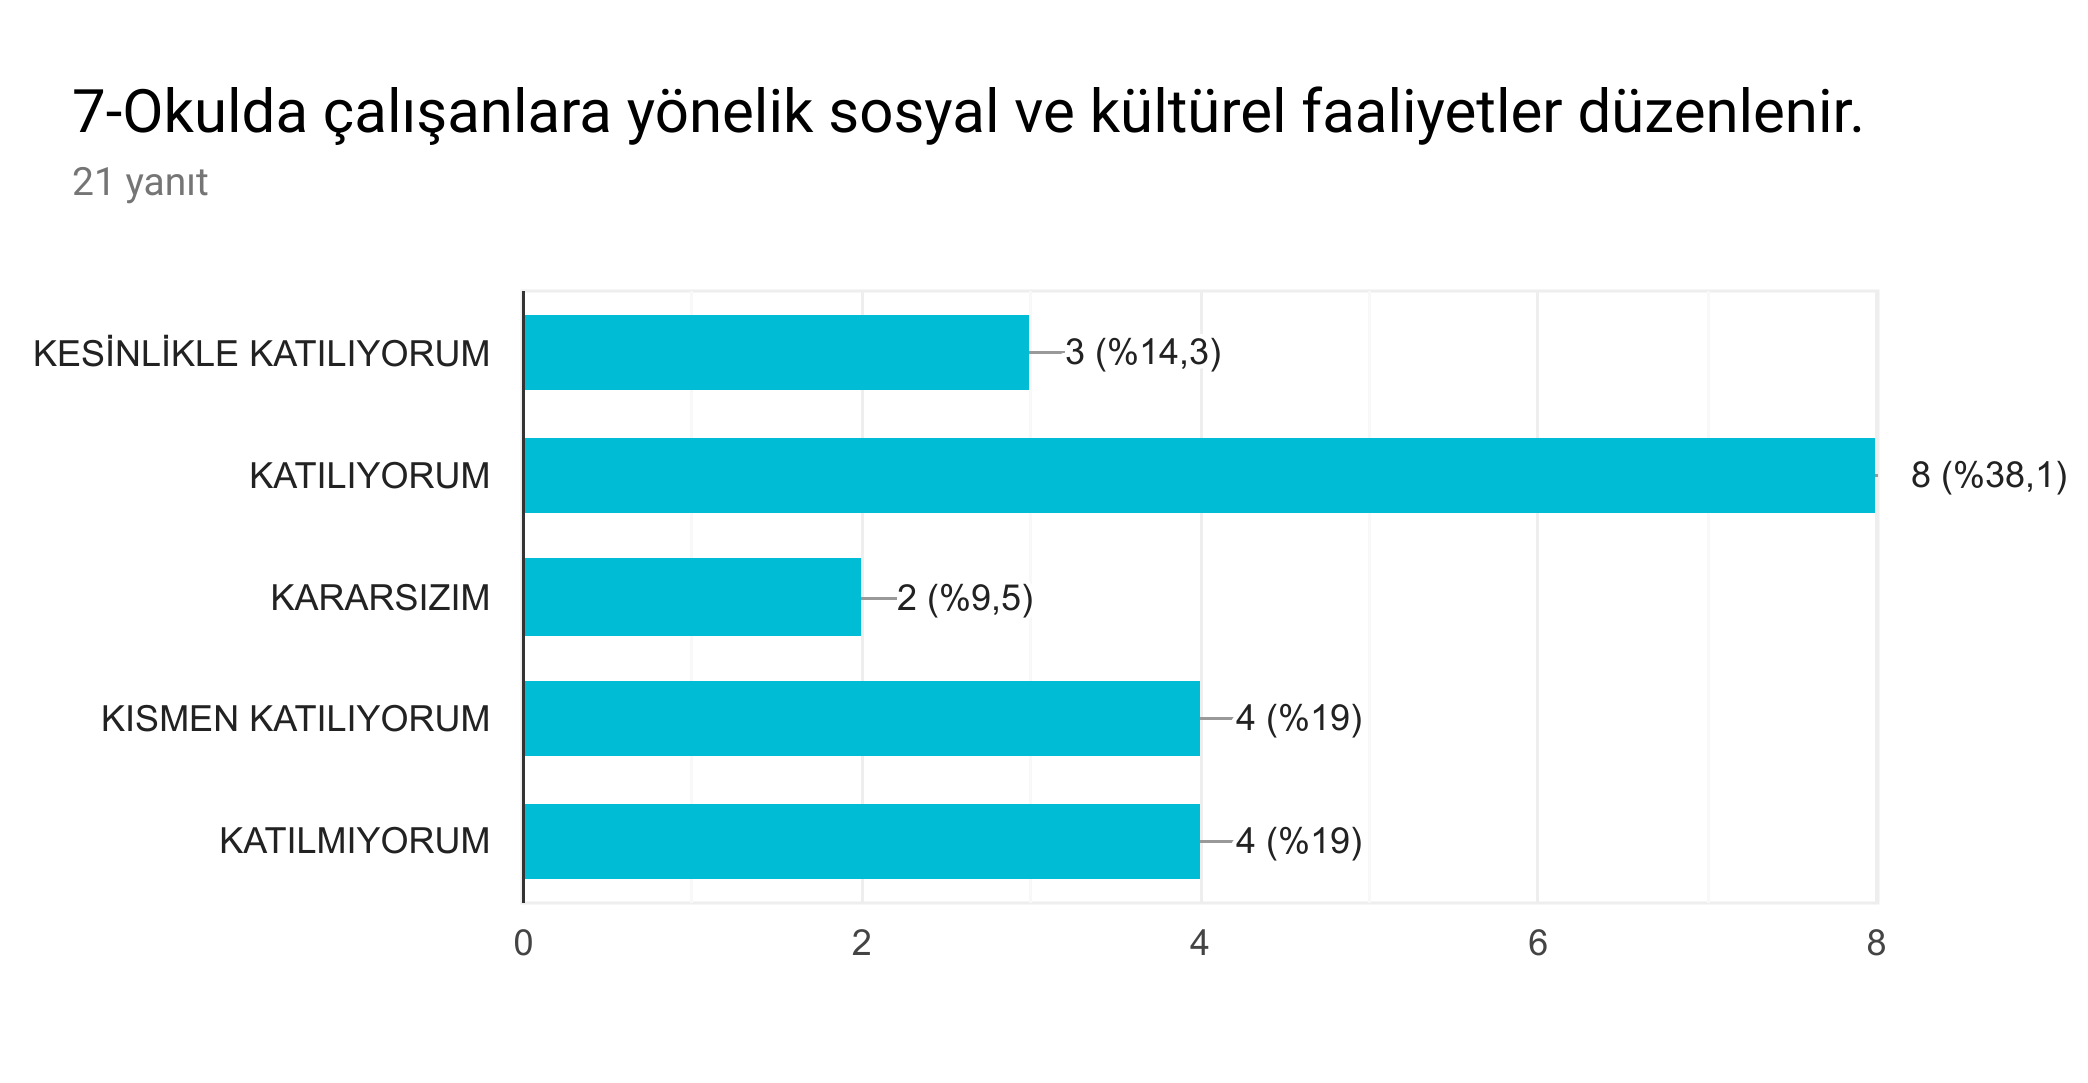 7-Okulda çalışanlara yönelik sosyal ve kültürel faaliyetler düzenlenir.
21 yanıt
KESİNLİKLE KATILIYORUM 3 (%14,3)
KATILIYORUM 8 (%38,1)
KARARSIZIM 2 (%9,5)
KISMEN KATILIYORUM 4 (%19)
KATILMIYORUM 4 (%19)
0 2 4 6 8